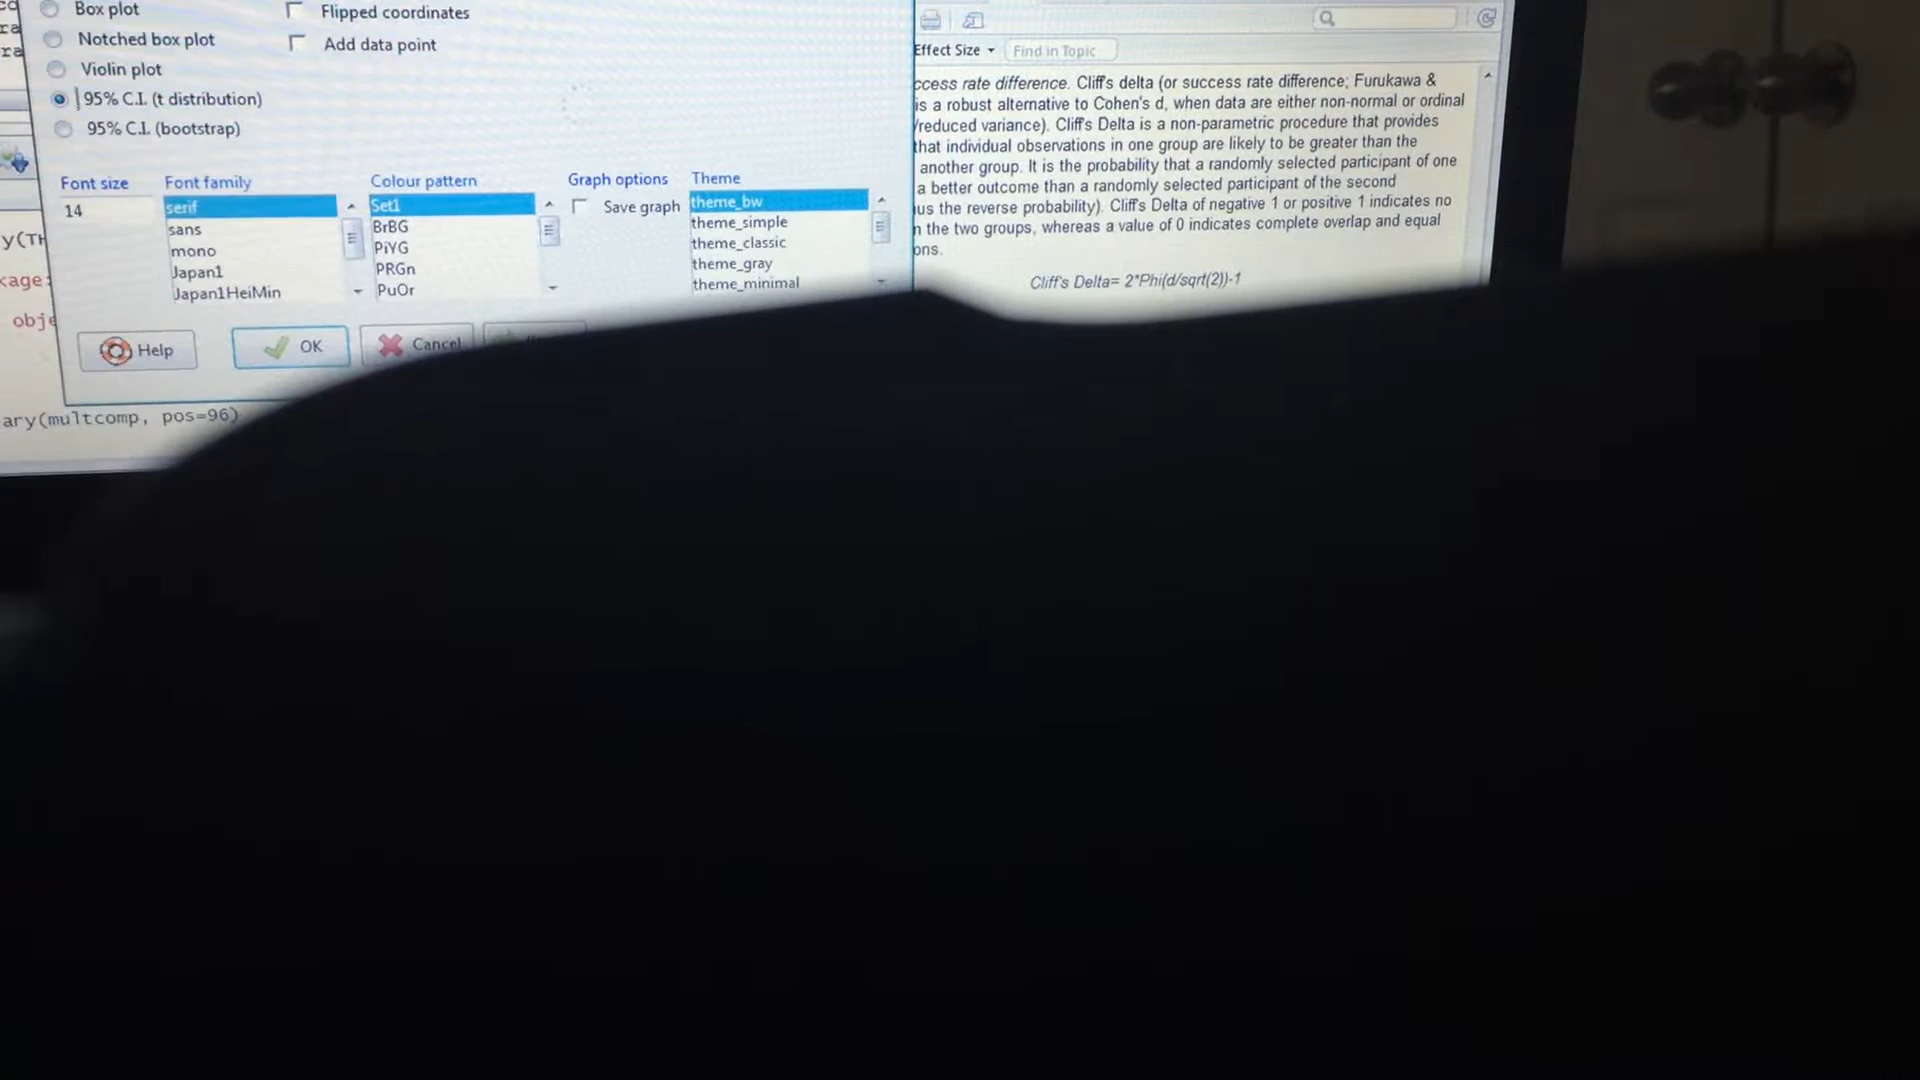 Box plot
Flipped coordinates
Notched box plot
Add data point
Violin plot
95% C.I. (t distribution)
95% C.I. (bootstrap)
Font size
Font family
Colour pattern
Graph options
Theme
14
serif
sans
mono
Japan1
Japan1HeiMin
Set1
BrBG
PiYG
PRGn
PuOr
Save graph
theme_bw
theme_simple
theme_classic
theme_gray
theme_minimal
Help
OK
Cancel
ary(multcomp, pos=96)
Effect Size
Find in Topic
ccess rate difference. Cliff's delta (or success rate difference; Furukawa &
is a robust alternative to Cohen's d, when data are either non-normal or ordinal
/reduced variance). Cliff's Delta is a non-parametric procedure that provides
that individual observations in one group are likely to be greater than the
another group. It is the probability that a randomly selected participant of one
a better outcome than a randomly selected participant of the second
us the reverse probability). Cliff's Delta of negative 1 or positive 1 indicates no
n the two groups, whereas a value of 0 indicates complete overlap and equal
ons.
Cliff's Delta= 2*Phi(d/sqrt(2))-1